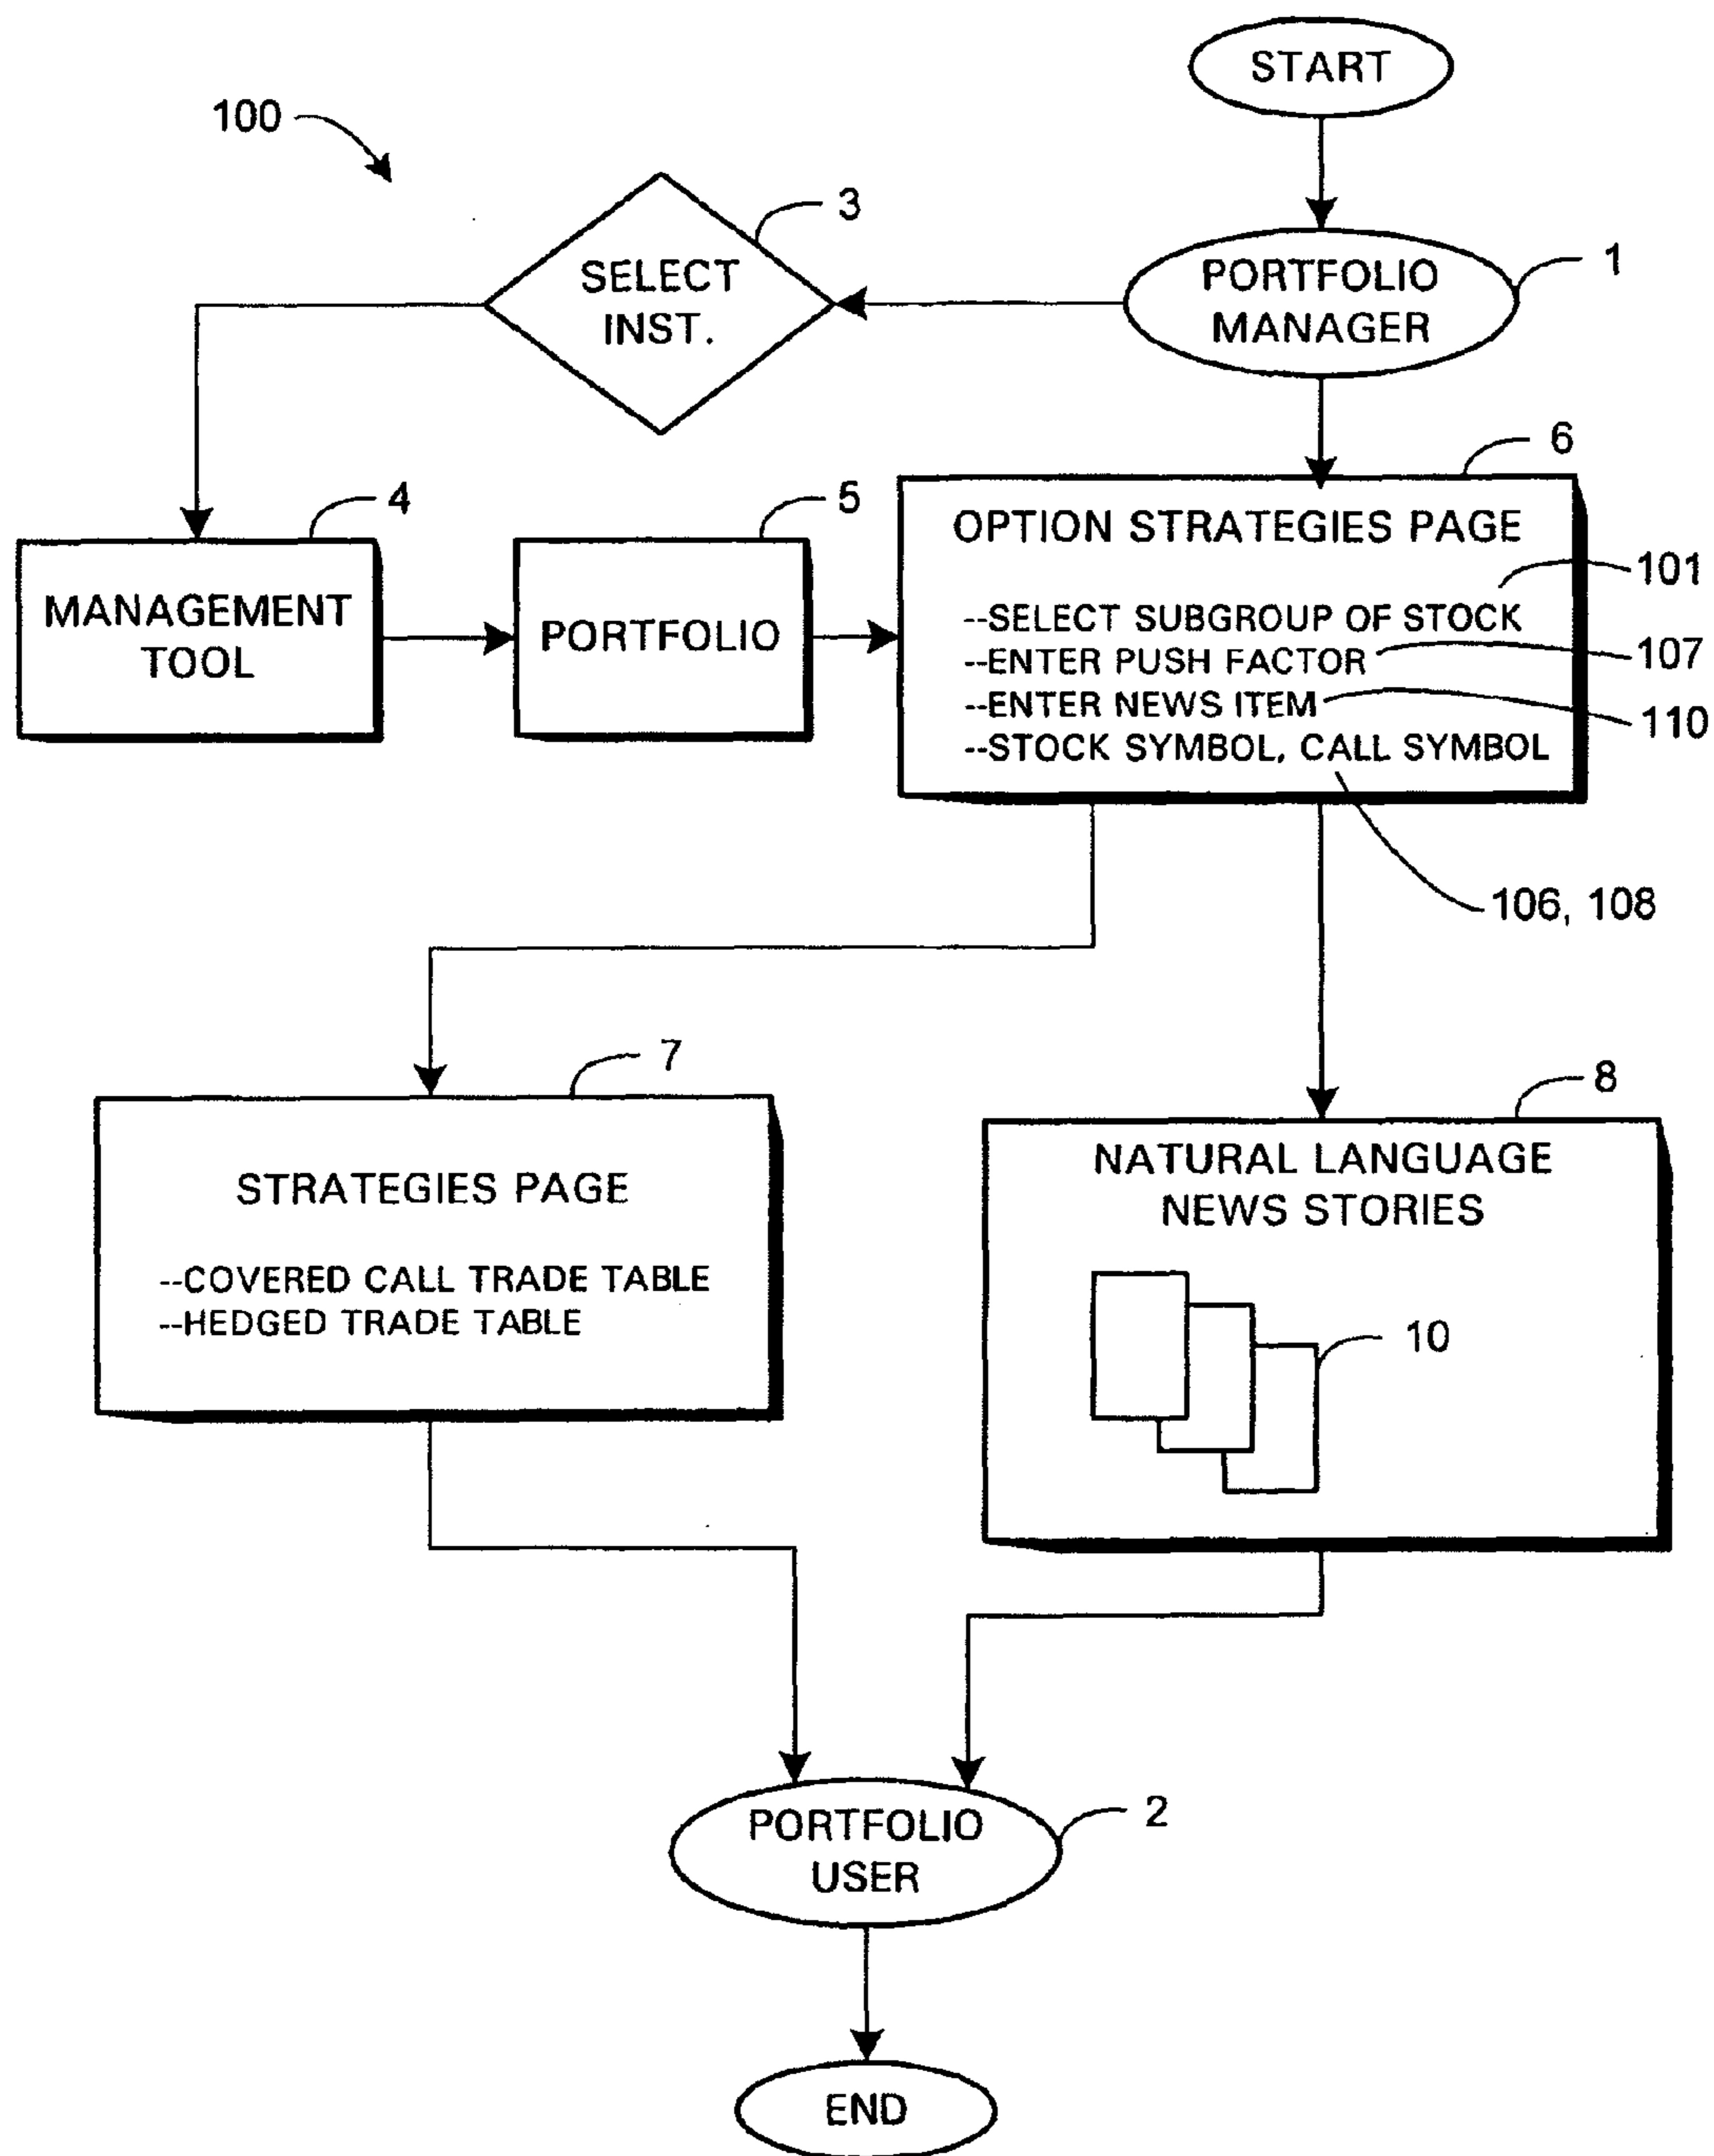 START
100
3
SELECT
INST.
1
PORTFOLIO
MANAGER
4
MANAGEMENT
TOOL
5
PORTFOLIO
6
OPTION STRATEGIES PAGE
101
--SELECT SUBGROUP OF STOCK
--ENTER PUSH FACTOR
107
--ENTER NEWS ITEM
110
--STOCK SYMBOL, CALL SYMBOL
106, 108
7
STRATEGIES PAGE
--COVERED CALL TRADE TABLE
--HEDGED TRADE TABLE
8
NATURAL LANGUAGE
NEWS STORIES
10
PORTFOLIO
USER
2
END